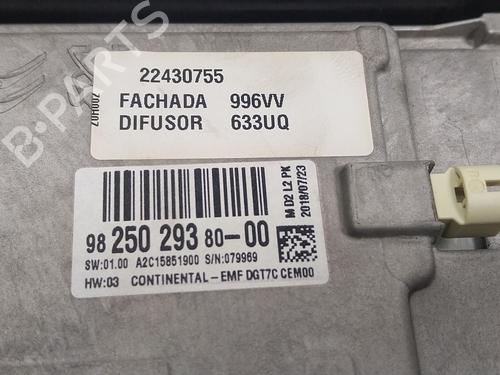 22430755
FACHADA 996VV
DIFUSOR 633UQ
98 250 293 80-00
SW:01.00 A2C15851900 S/N:079969
HW:03 CONTINENTAL-EMF DGT7C CEM00
M D2 L2 PK
2018/07/23
B-PARTS